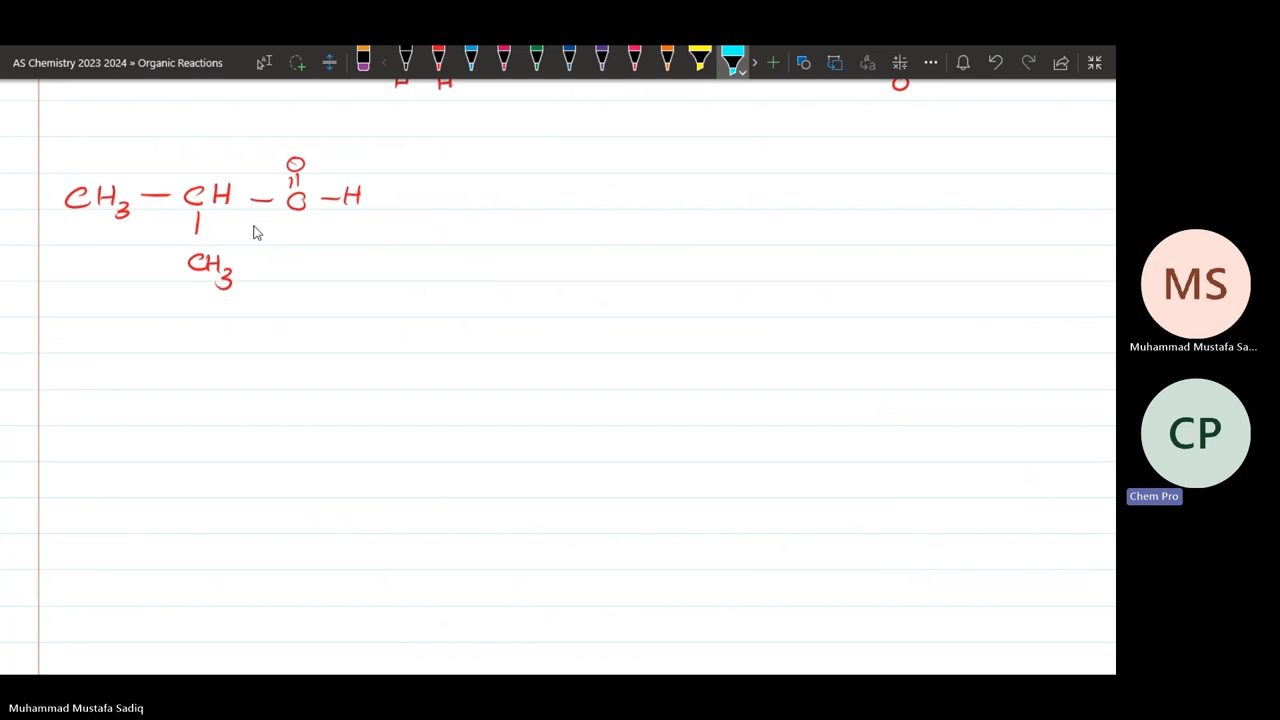 AS Chemistry 2023 2024 » Organic Reactions
H H
O
O
CH3 — CH — C — H
CH3
MS
Muhammad Mustafa Sa...
CP
Chem Pro
Muhammad Mustafa Sadiq